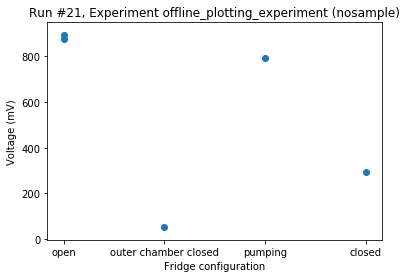 Run #21, Experiment offline_plotting_experiment (nosample)
800
600
400
200
0
Voltage (mV)
open
outer chamber closed
pumping
closed
Fridge configuration